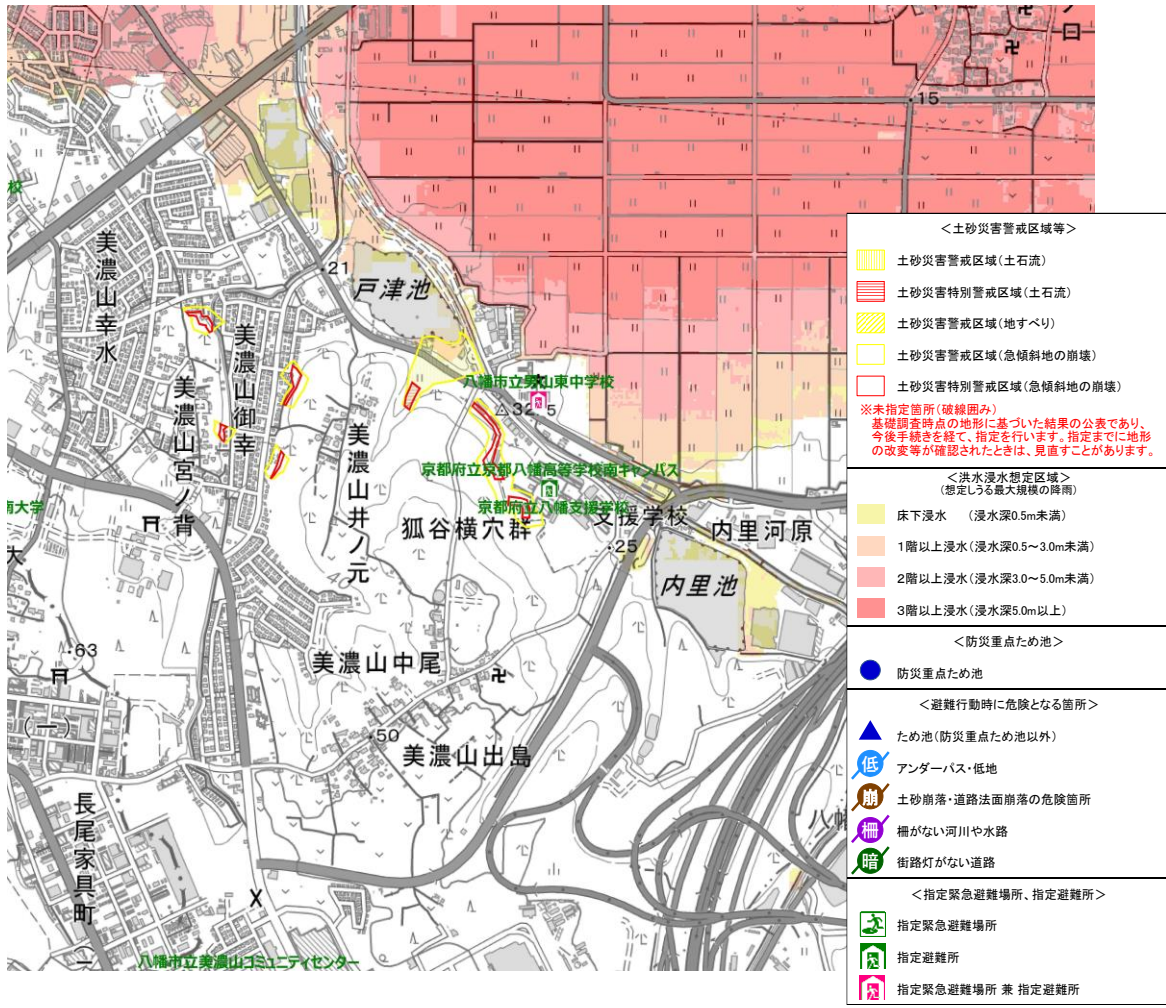 ノ口
卍
15
校
美濃山幸水
21
戸津池
美濃山御幸
美濃山宮ノ背
八幡市立男山東中学校
32
5
美濃山井ノ元
京都府立京都八幡高等学校南キャンパス
京都府立八幡支援学校
支援学校
狐谷横穴群
内里河原
25
内里池
南大学
大
63
(一)
美濃山中尾
卍
50
美濃山出島
八幡
長尾家具町
(一
八幡市立美濃山コミュニティセンター
<土砂災害警戒区域等>
土砂災害警戒区域(土石流)
土砂災害特別警戒区域(土石流)
土砂災害警戒区域(地すべり)
土砂災害警戒区域(急傾斜地の崩壊)
土砂災害特別警戒区域(急傾斜地の崩壊)
※未指定箇所(破線囲み)
基礎調査時点の地形に基づいた結果の公表であり、
今後手続きを経て、指定を行います。指定までに地形
の改変等が確認されたときは、見直すことがあります。
<洪水浸水想定区域>
(想定しうる最大規模の降雨)
床下浸水 (浸水深0.5m未満)
1階以上浸水(浸水深0.5~3.0m未満)
2階以上浸水(浸水深3.0~5.0m未満)
3階以上浸水(浸水深5.0m以上)
<防災重点ため池>
防災重点ため池
<避難行動時に危険となる箇所>
ため池(防災重点ため池以外)
低 アンダーパス・低地
崩 土砂崩落・道路法面崩落の危険箇所
柵 柵がない河川や水路
暗 街路灯がない道路
<指定緊急避難場所、指定避難所>
指定緊急避難場所
指定避難所
指定緊急避難場所 兼 指定避難所